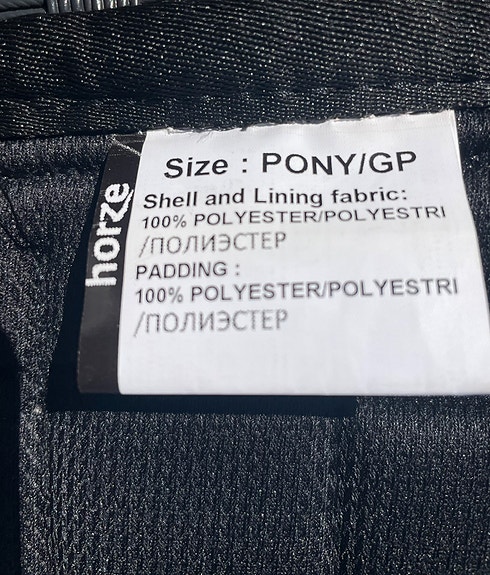 horze
Size : PONY/GP
Shell and Lining fabric:
100% POLYESTER/POLYESTRI
/ПОЛИЭСТЕР
PADDING :
100% POLYESTER/POLYESTRI
/ПОЛИЭСТЕР